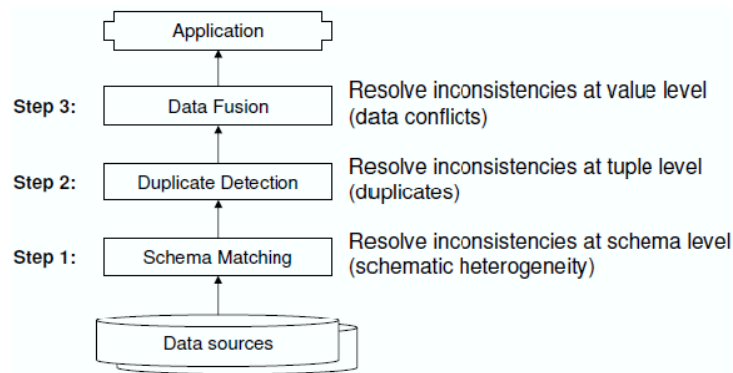 Application
Step 3:
Data Fusion
Resolve inconsistencies at value level
(data conflicts)
Step 2:
Duplicate Detection
Resolve inconsistencies at tuple level
(duplicates)
Step 1:
Schema Matching
Resolve inconsistencies at schema level
(schematic heterogeneity)
Data sources